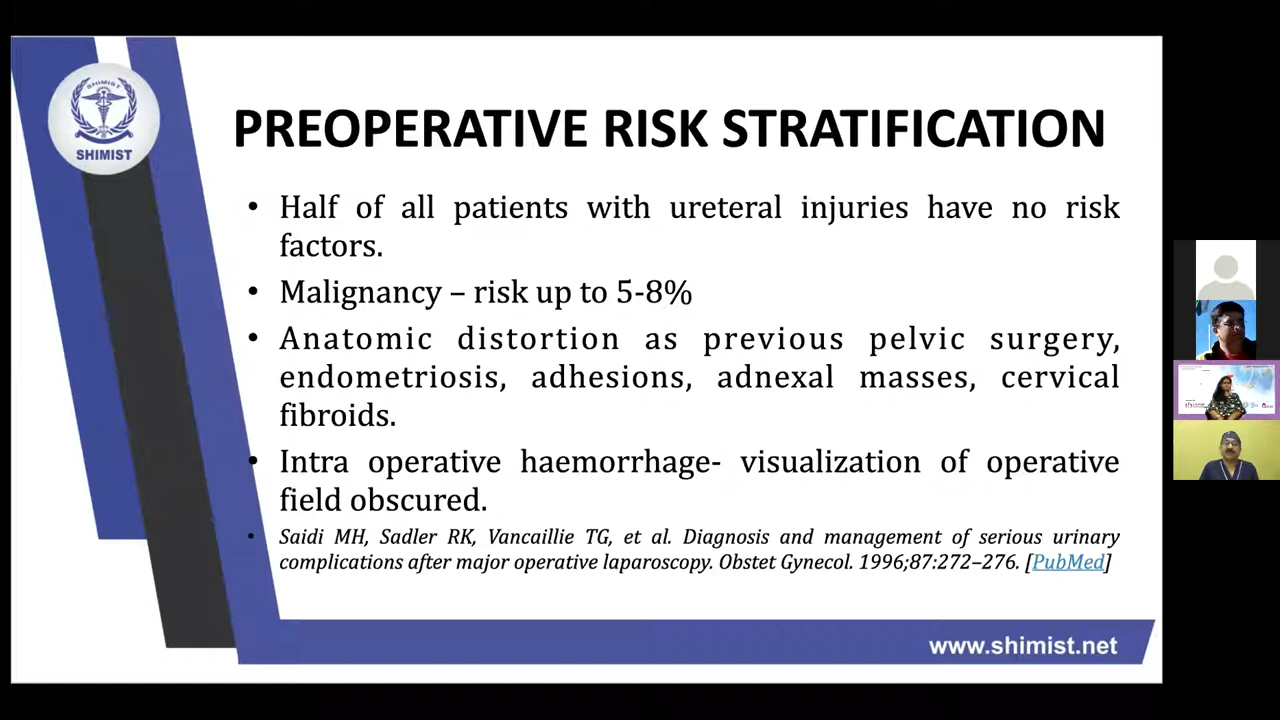 SHIMIST
SHIMIST
PREOPERATIVE RISK STRATIFICATION
• Half of all patients with ureteral injuries have no risk
factors.
• Malignancy – risk up to 5-8%
• Anatomic distortion as previous pelvic surgery,
endometriosis, adhesions, adnexal masses, cervical
fibroids.
• Intra operative haemorrhage- visualization of operative
field obscured.
• Saidi MH, Sadler RK, Vancaillie TG, et al. Diagnosis and management of serious urinary
complications after major operative laparoscopy. Obstet Gynecol. 1996;87:272–276. [PubMed]
www.shimist.net